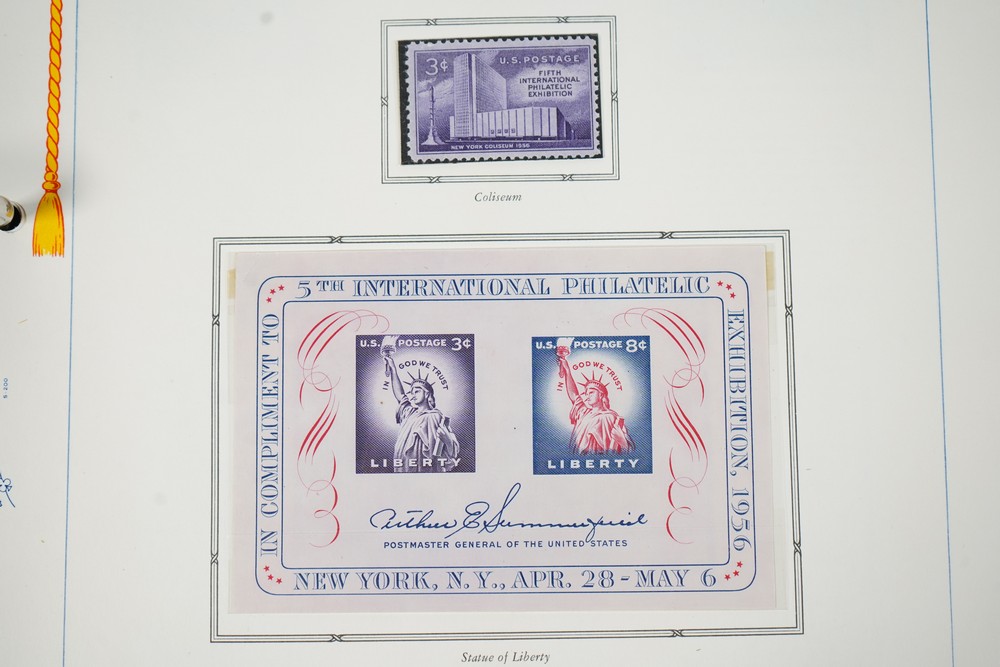 3¢ U.S. POSTAGE
FIFTH
INTERNATIONAL
PHILATELIC
EXHIBITION
NEW YORK COLISEUM 1956
Coliseum
IN COMPLIMENT TO
5TH INTERNATIONAL PHILATELIC
EXHIBITION, 1956
U.S. POSTAGE 3¢
IN GOD WE TRUST
LIBERTY
U.S. POSTAGE 8¢
IN GOD WE TRUST
LIBERTY
Arthur E Summerfield
POSTMASTER GENERAL OF THE UNITED STATES
NEW YORK, N.Y., APR. 28 - MAY 6
Statue of Liberty